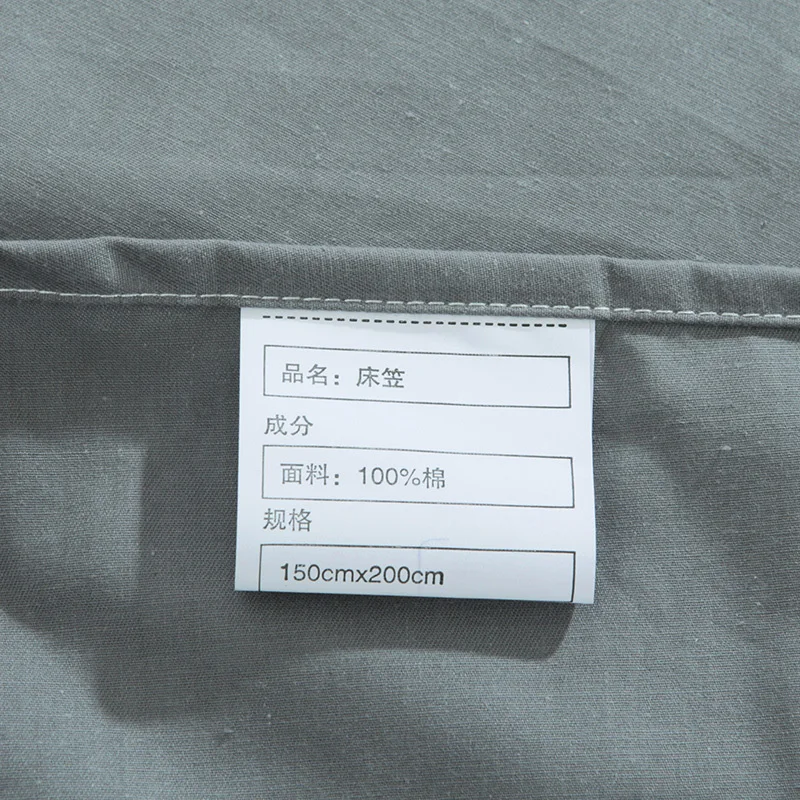 品名：床笠
成分
面料：100%棉
规格
150cmx200cm